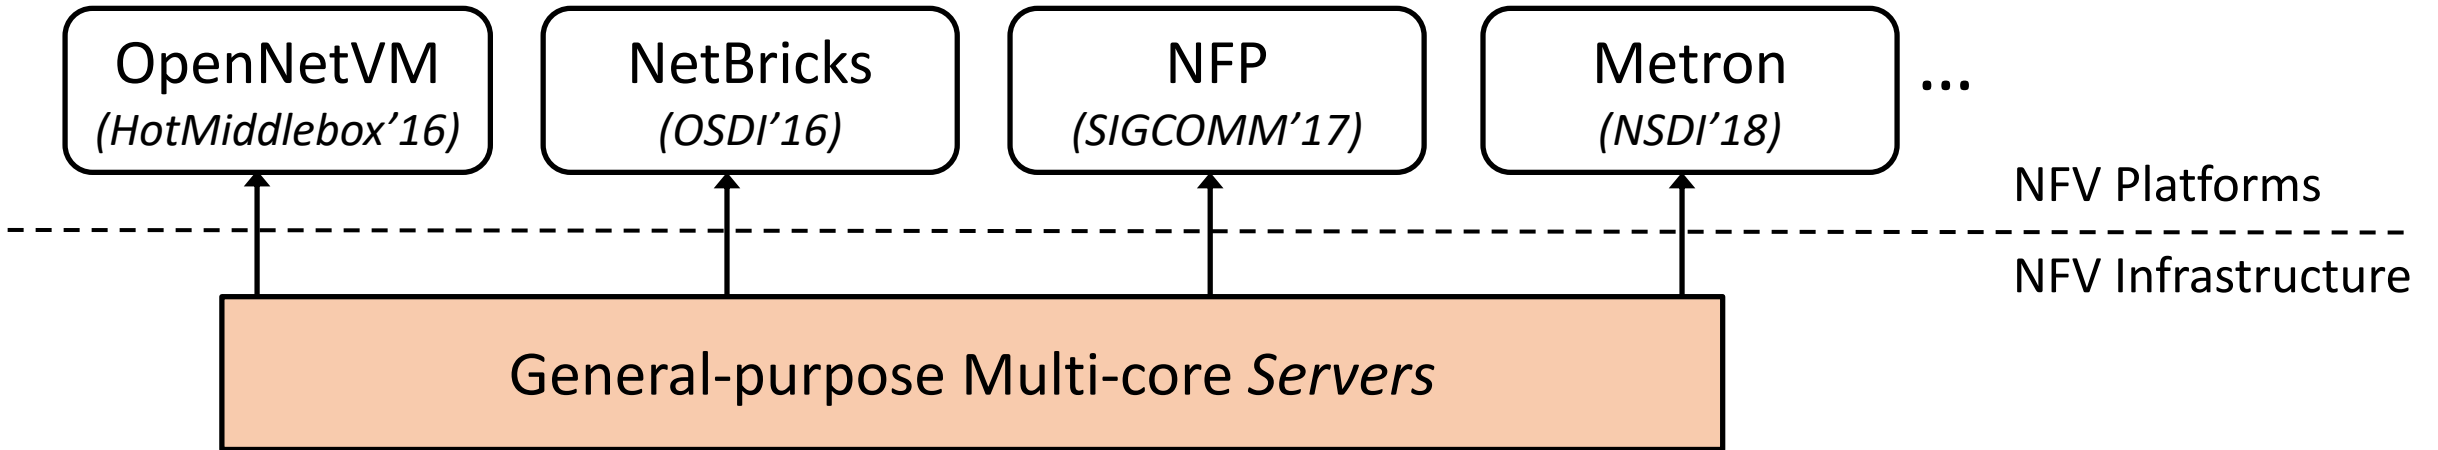 OpenNetVM
(HotMiddlebox’16)
NetBricks
(OSDI’16)
NFP
(SIGCOMM’17)
Metron
(NSDI’18)
...
NFV Platforms
NFV Infrastructure
General-purpose Multi-core Servers